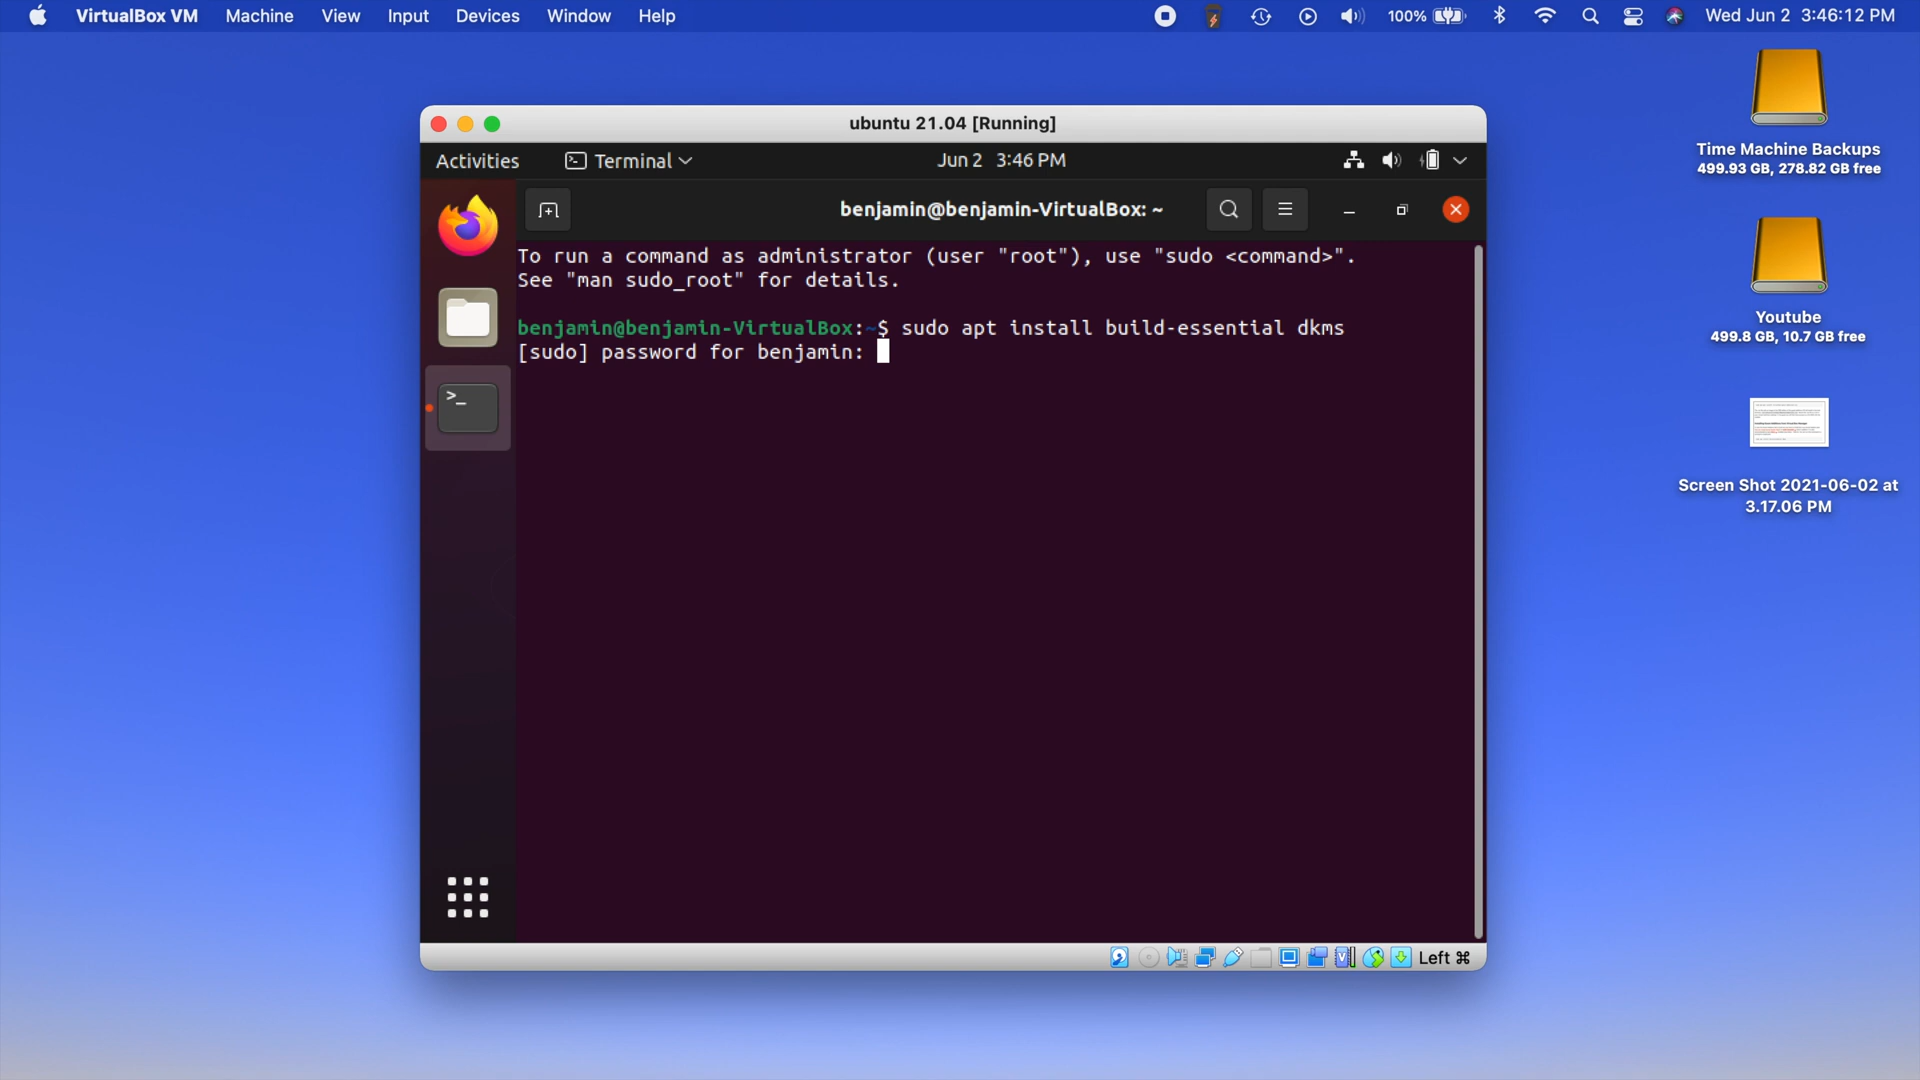 VirtualBox VM Machine View Input Devices Window Help 100% Wed Jun 2 3:46:12 PM
ubuntu 21.04 [Running]
Activities Terminal Jun 2 3:46 PM
benjamin@benjamin-VirtualBox: ~
To run a command as administrator (user "root"), use "sudo <command>".
See "man sudo_root" for details.
benjamin@benjamin-VirtualBox:~$ sudo apt install build-essential dkms
[sudo] password for benjamin:
Left ⌘
Time Machine Backups
499.93 GB, 278.82 GB free
Youtube
499.8 GB, 10.7 GB free
Screen Shot 2021-06-02 at
3.17.06 PM